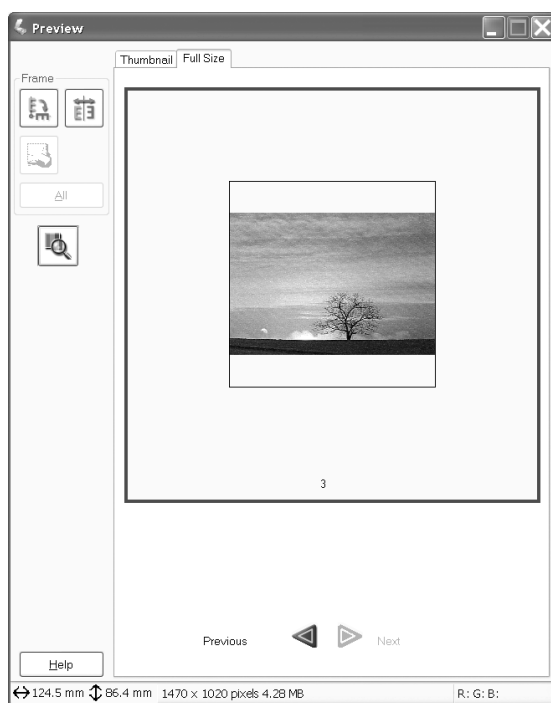 Preview
Thumbnail Full Size
Frame
All
3
Previous Next
Help
124.5 mm 86.4 mm 1470 x 1020 pixels 4.28 MB R: G: B: